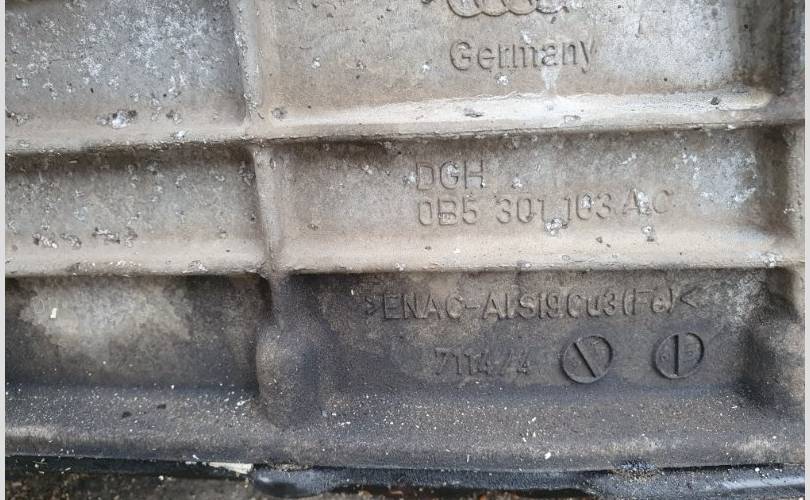 Germany
DGH
0B5 301 103 AC
>ENAC-AlSi9Cu3(Fe)<
7114/4